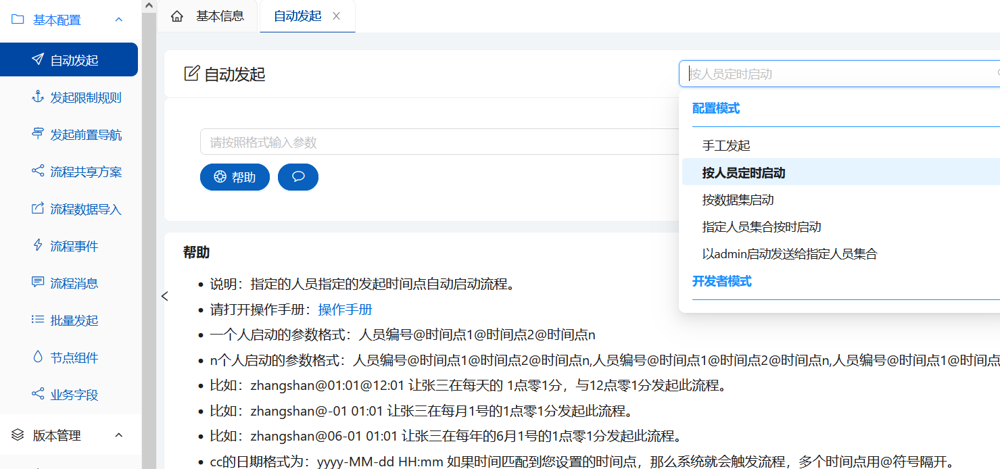 基本配置
自动发起
发起限制规则
发起前置导航
流程共享方案
流程数据导入
流程事件
流程消息
批量发起
节点组件
业务字段
版本管理
基本信息
自动发起
自动发起
按人员定时启动
配置模式
手工发起
按人员定时启动
按数据集启动
指定人员集合按时启动
以admin启动发送给指定人员集合
开发者模式
请按照格式输入参数
帮助
帮助
说明：指定的人员指定的发起时间点自动启动流程。
请打开操作手册：操作手册
一个人启动的参数格式：人员编号@时间点1@时间点2@时间点n
n个人启动的参数格式：人员编号@时间点1@时间点2@时间点n,人员编号@时间点1@时间点2@时间点n,人员编号@时间点1@时间点
比如：zhangshan@01:01@12:01 让张三在每天的 1点零1分，与12点零1分发起此流程。
比如：zhangshan@-01 01:01 让张三在每月1号的1点零1分发起此流程。
比如：zhangshan@06-01 01:01 让张三在每年的6月1号的1点零1分发起此流程。
cc的日期格式为：yyyy-MM-dd HH:mm 如果时间匹配到您设置的时间点，那么系统就会触发流程，多个时间点用@符号隔开。